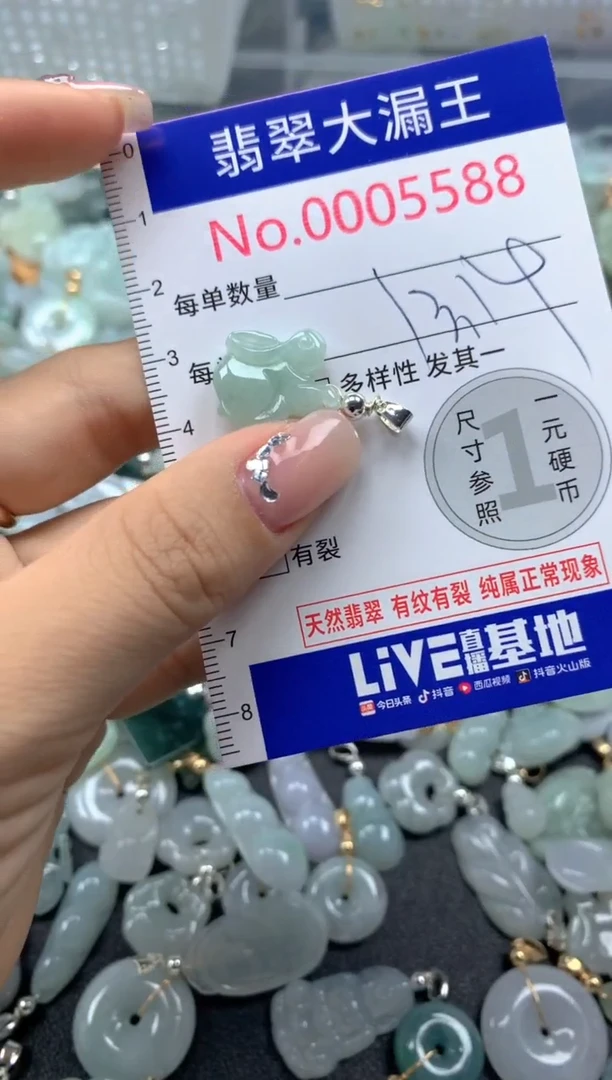 翡翠大漏王
No.0005588
每单数量
1314
每
多样性 发其一
尺寸参照
1
一元硬币
有裂
天然翡翠 有纹有裂 纯属正常现象
LiVE直播基地
今日头条 抖音 西瓜视频 抖音火山版
0
1
2
3
4
7
8